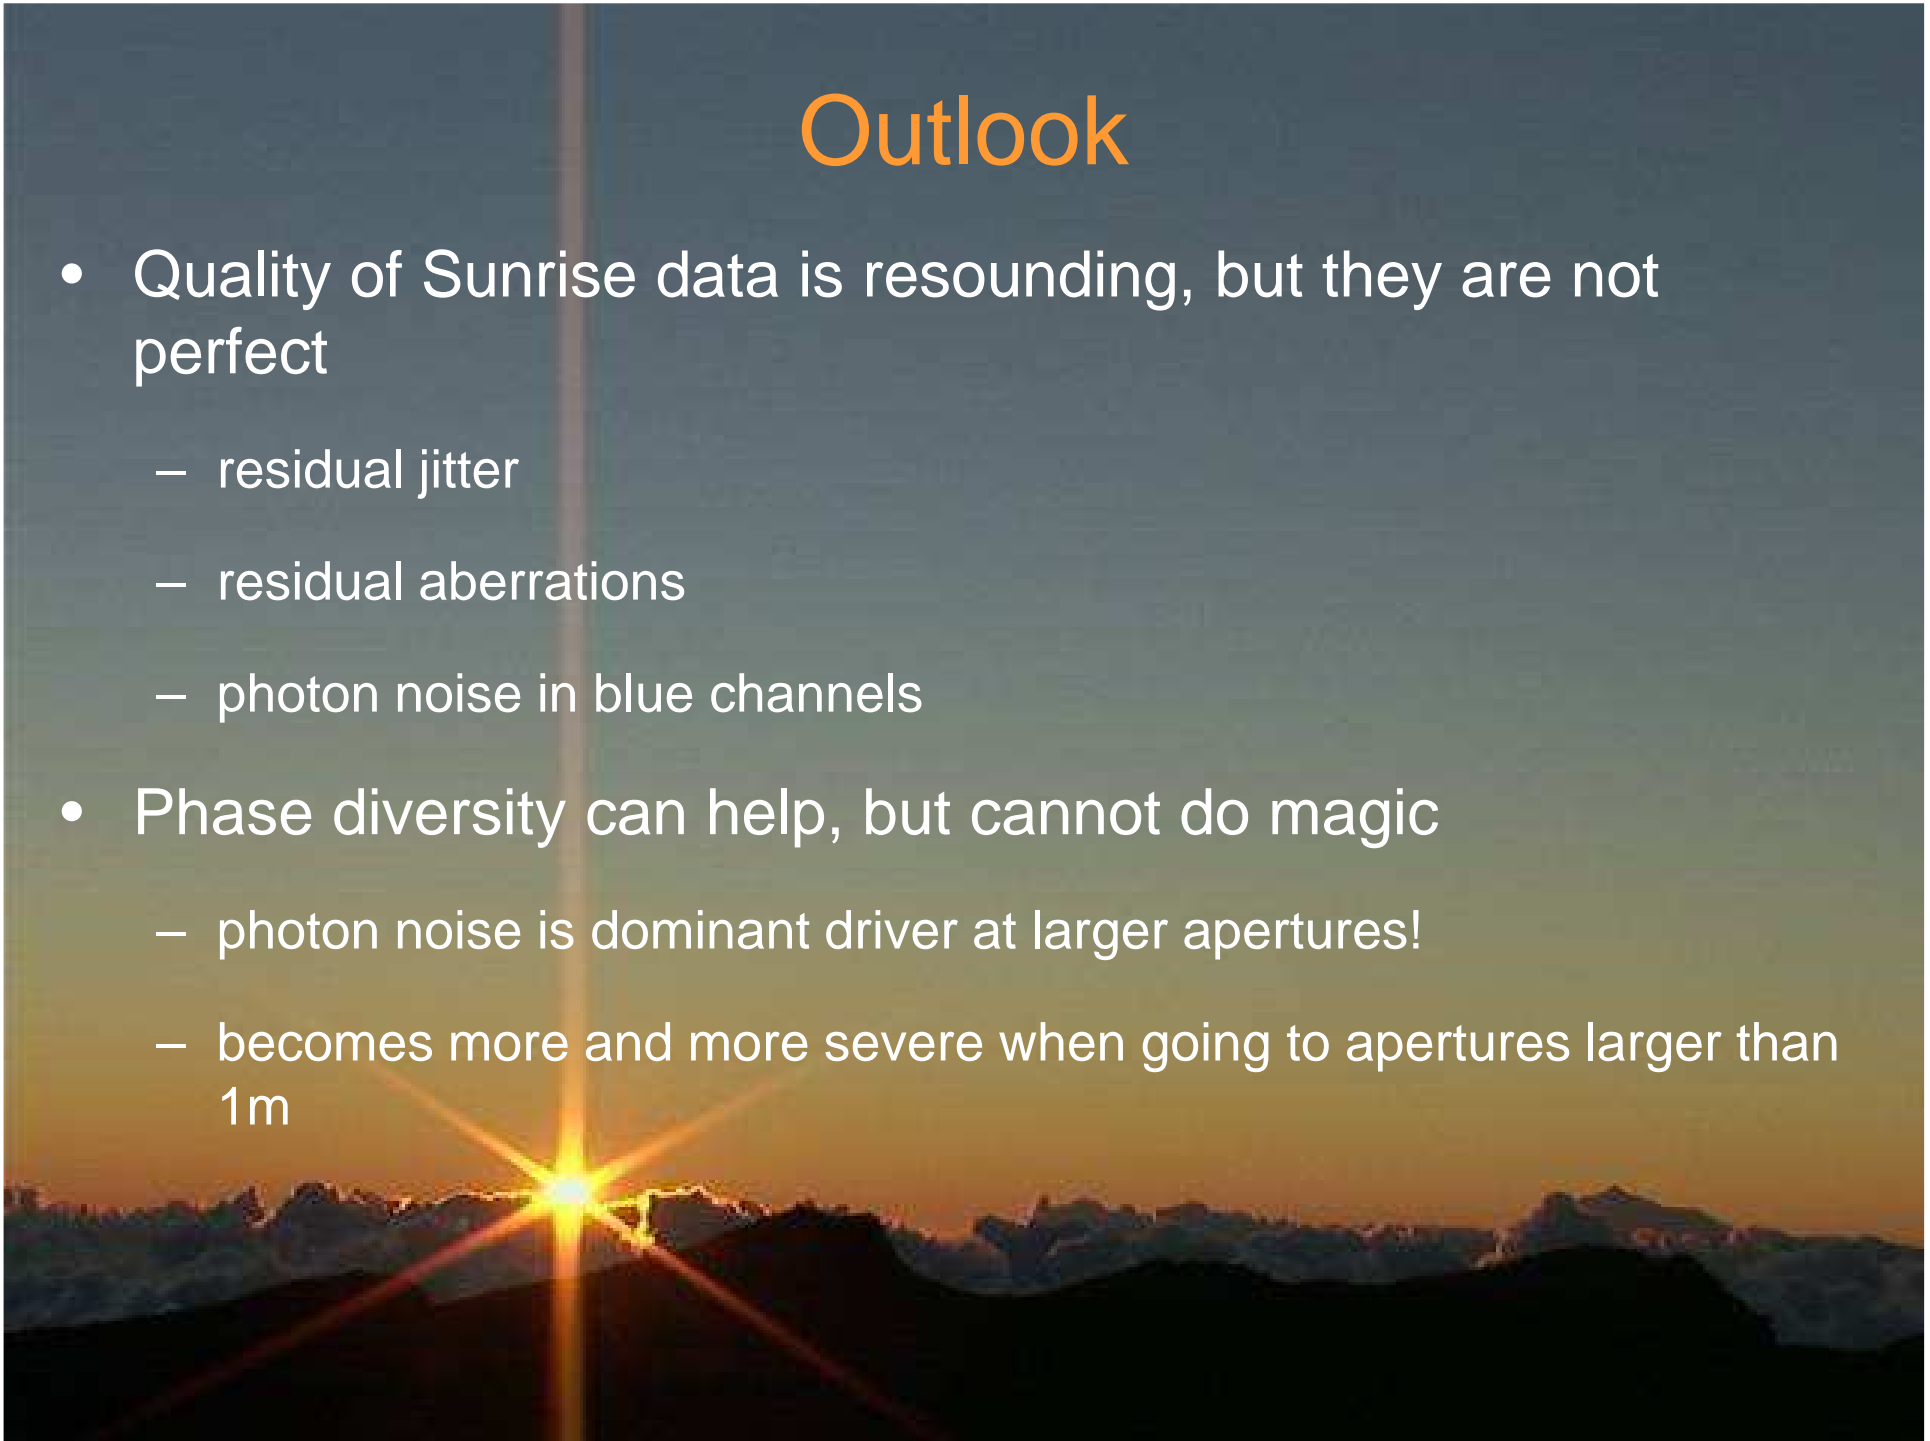 Outlook
• Quality of Sunrise data is resounding, but they are not
perfect
– residual jitter
– residual aberrations
– photon noise in blue channels
• Phase diversity can help, but cannot do magic
– photon noise is dominant driver at larger apertures!
– becomes more and more severe when going to apertures larger than
1m